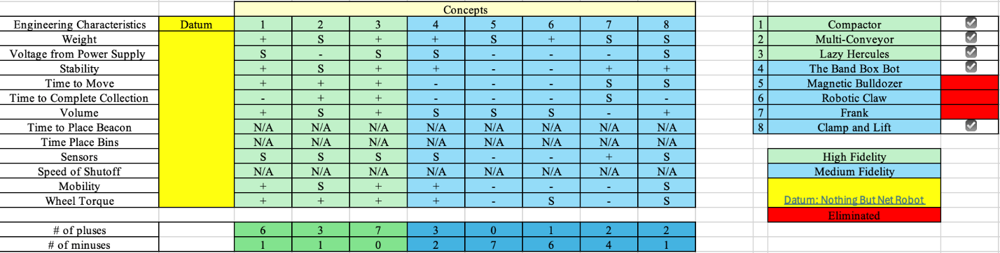 Concepts
Engineering Characteristics Datum 1 2 3 4 5 6 7 8 1 Compactor
Weight + S + + S + S S 2 Multi-Conveyor
Voltage from Power Supply S - S S - - - S 3 Lazy Hercules
Stability + S + + - - + + 4 The Band Box Bot
Time to Move + + + - - - S S 5 Magnetic Bulldozer
Time to Complete Collection - + + - - - S - 6 Robotic Claw
Volume + S + S S S - + 7 Frank
Time to Place Beacon N/A N/A N/A N/A N/A N/A N/A N/A 8 Clamp and Lift
Time Place Bins N/A N/A N/A N/A N/A N/A N/A N/A
Sensors S S S S - - + S High Fidelity
Speed of Shutoff N/A N/A N/A N/A N/A N/A N/A N/A Medium Fidelity
Mobility + S + + - - - S
Wheel Torque + + + + - S - S Datum: Nothing But Net Robot
Eliminated
# of pluses 6 3 7 3 0 1 2 2
# of minuses 1 1 0 2 7 6 4 1